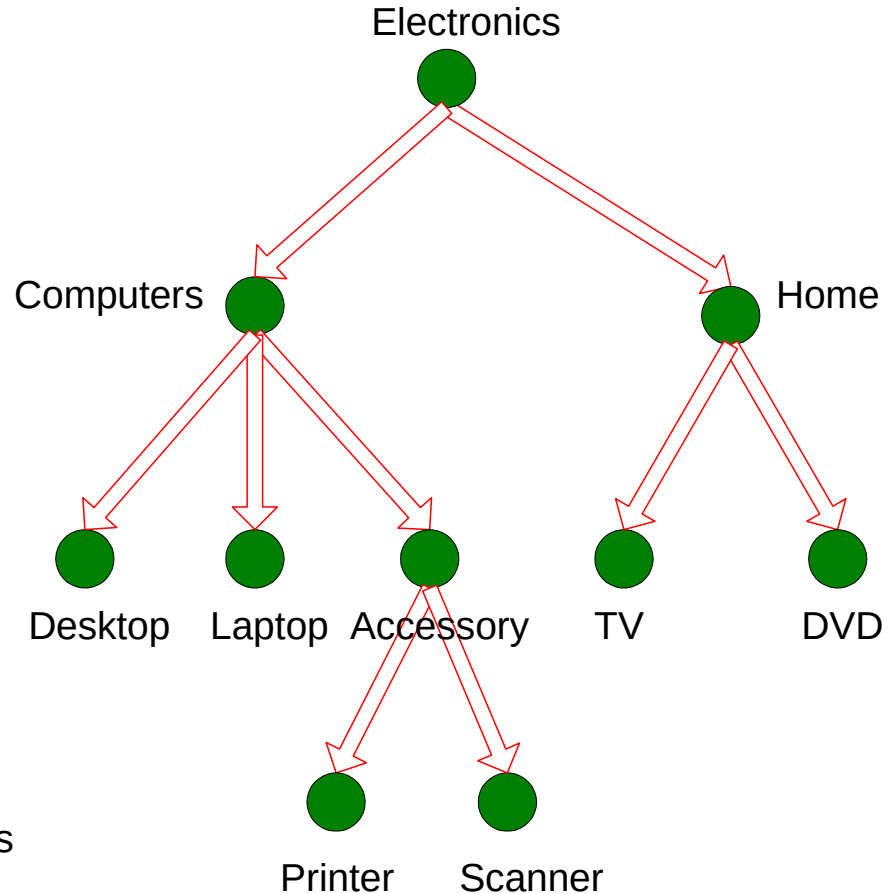 Electronics
Computers
Home
Desktop Laptop Accessory TV DVD
s
Printer Scanner